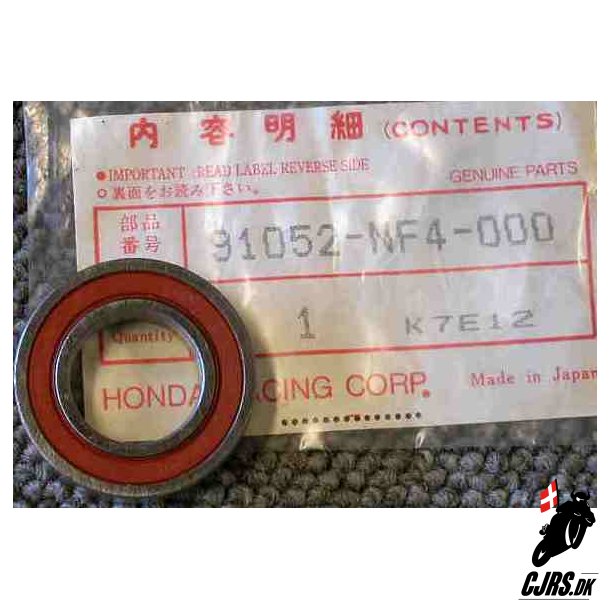 内容明細 (CONTENTS)
●IMPORTANT :READ LABEL REVERSE SIDE
GENUINE PARTS
○裏面をお読み下さい。
部品
番号
91052-NF4-000
Quantity
1 K7E12
HONDA RACING CORP.
Made in Japan
CJRS.DK